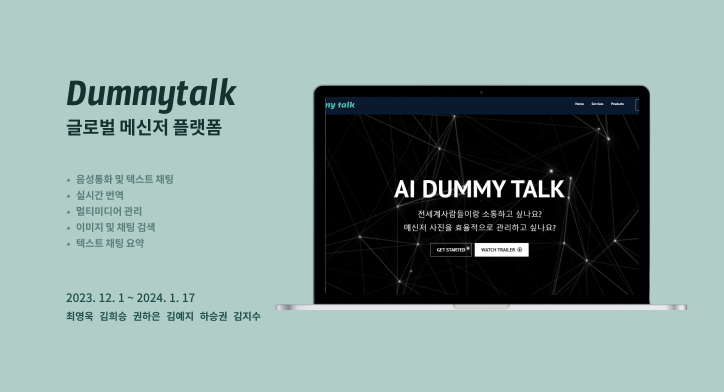 Dummytalk
글로벌 메신저 플랫폼
• 음성통화 및 텍스트 채팅
• 실시간 번역
• 멀티미디어 관리
• 이미지 및 채팅 검색
• 텍스트 채팅 요약
2023. 12. 1 ~ 2024. 1. 17
최영욱 김희승 권하은 김예지 하승권 김지수
my talk
Home Services Products
AI DUMMY TALK
전세계사람들이랑 소통하고 싶나요?
메신저 사진을 효율적으로 관리하고 싶나요?
GET STARTED
WATCH TRAILER